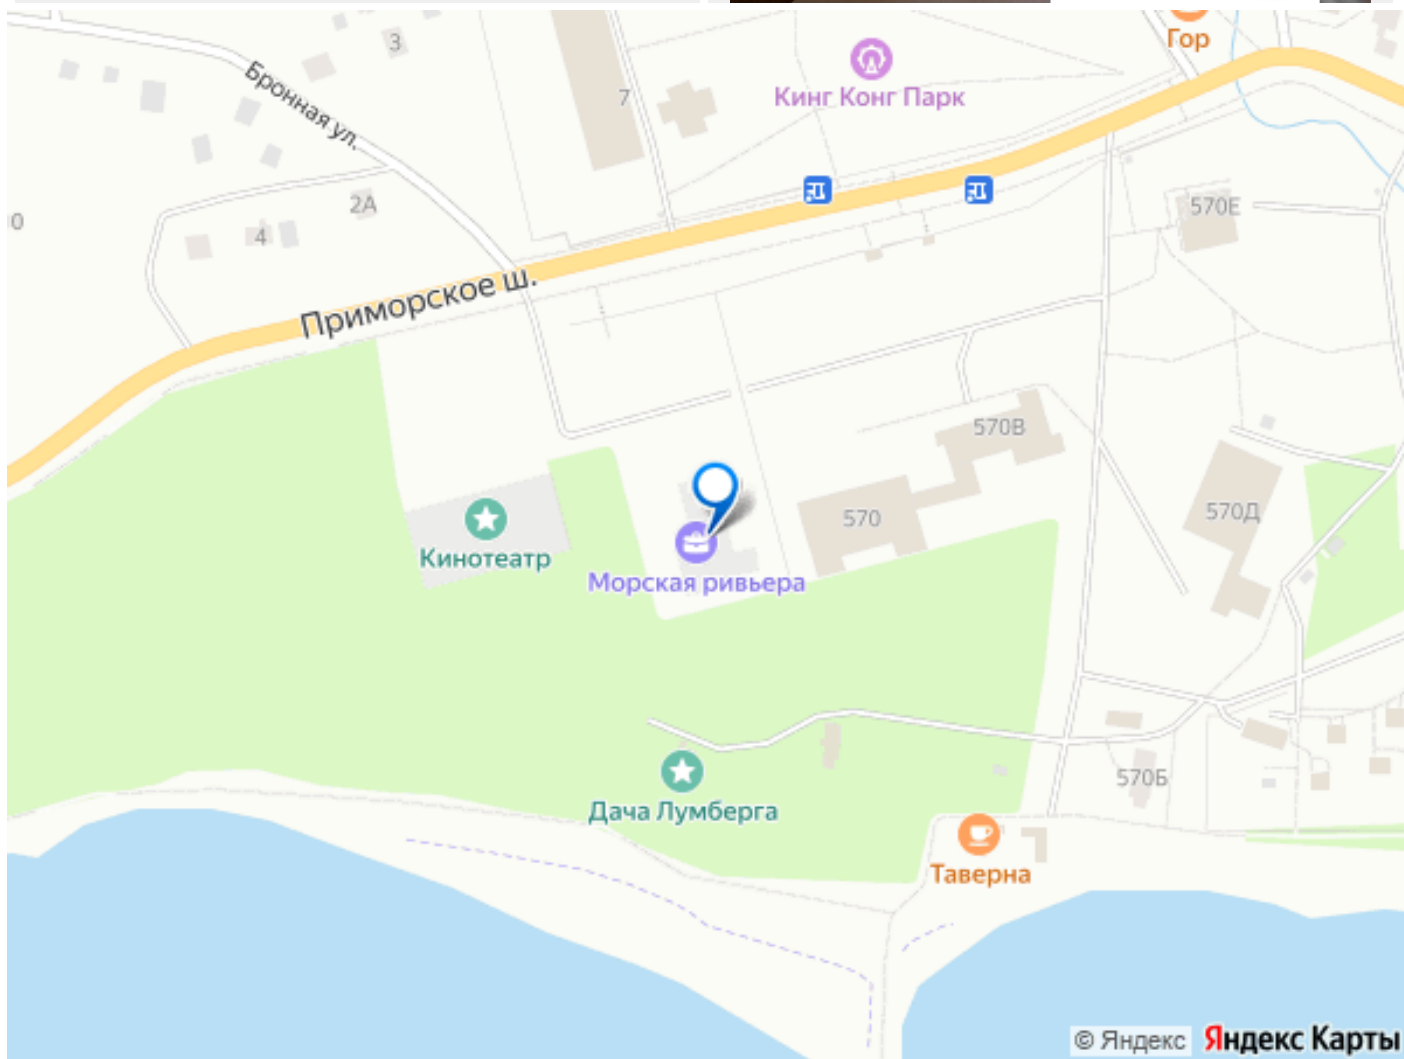 Гор
3
Кинг Конг Парк
Бронная ул.
7
2А
570Е
0
4
Приморское ш.
570В
570
570Д
Кинотеатр
Морская ривьера
570Б
Дача Лумберга
Таверна
© Яндекс Яндекс Карты